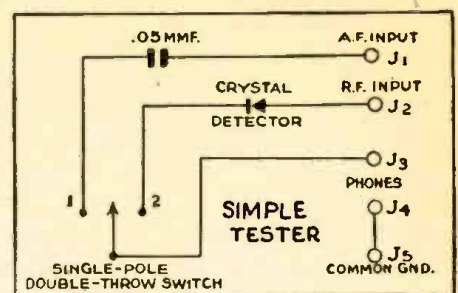 .05 MMF.
A.F. INPUT
J1
CRYSTAL
DETECTOR
R.F. INPUT
J2
J3
PHONES
1
2
SIMPLE
TESTER
J4
J5
SINGLE-POLE
DOUBLE-THROW SWITCH
COMMON GND.